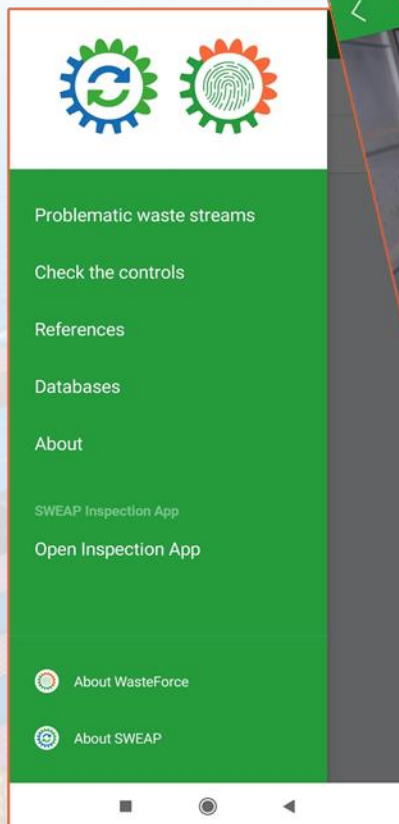 Problematic waste streams
Check the controls
References
Databases
About
SWEAP Inspection App
Open Inspection App
About WasteForce
About SWEAP